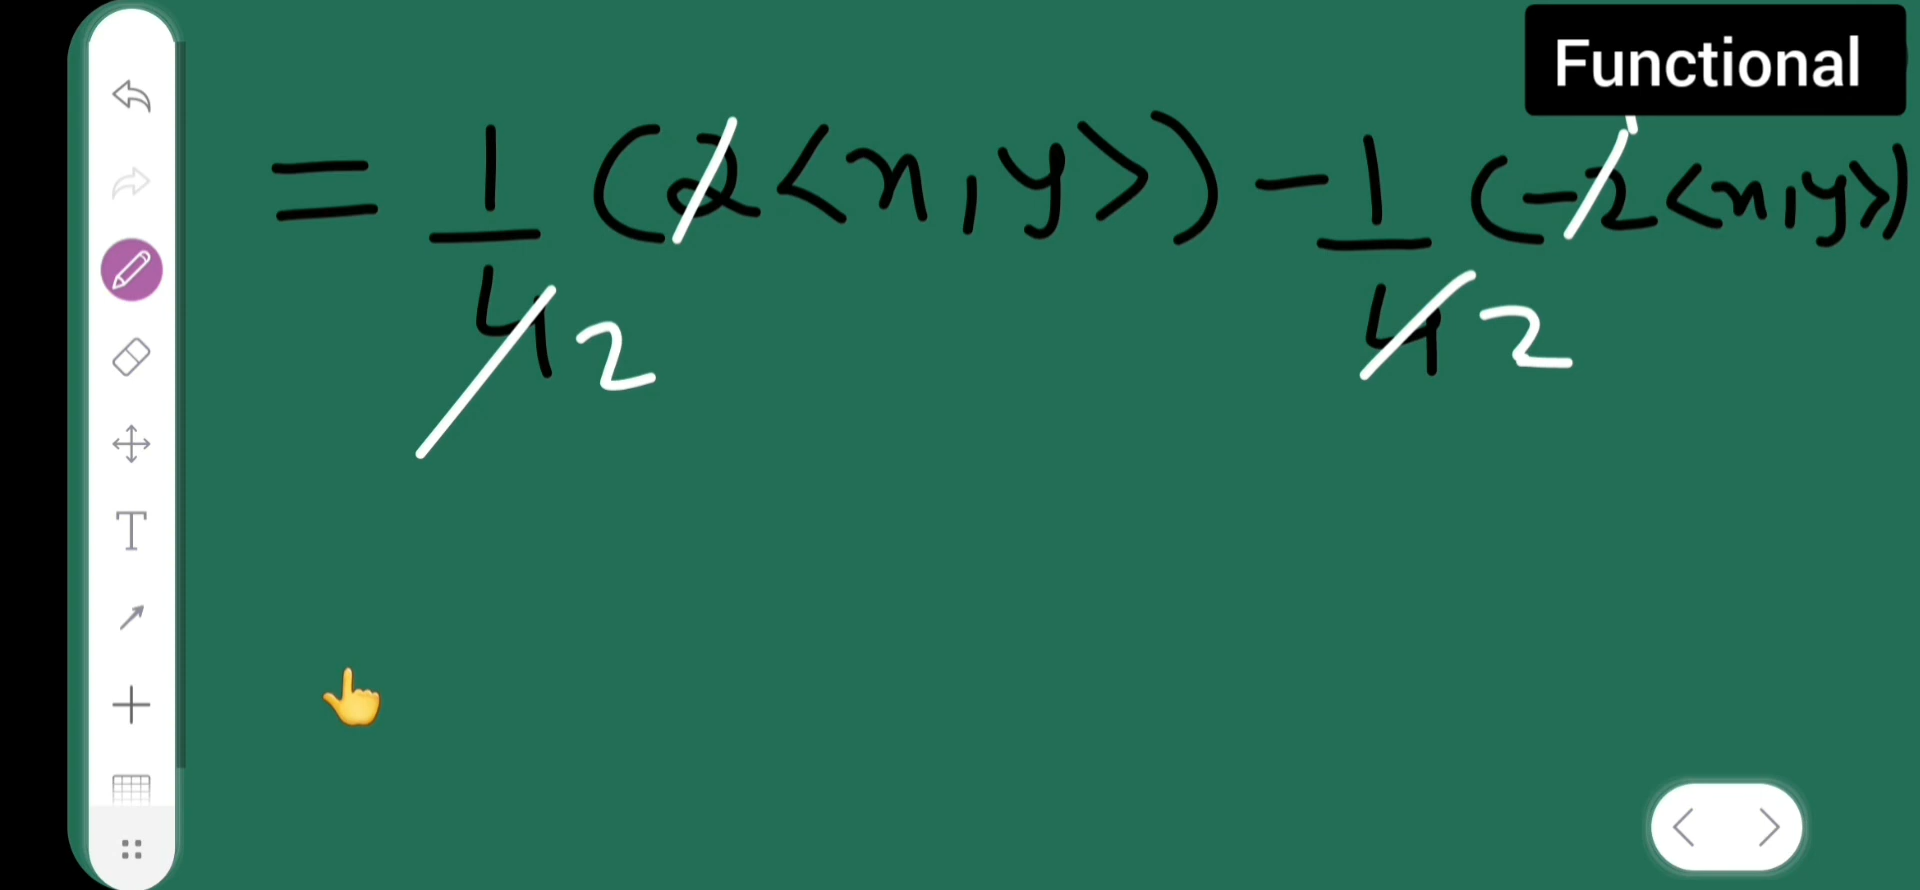 Functional
= 1/4 (2<x,y>) - 1/4 (-2<x,y>)
2 2
T